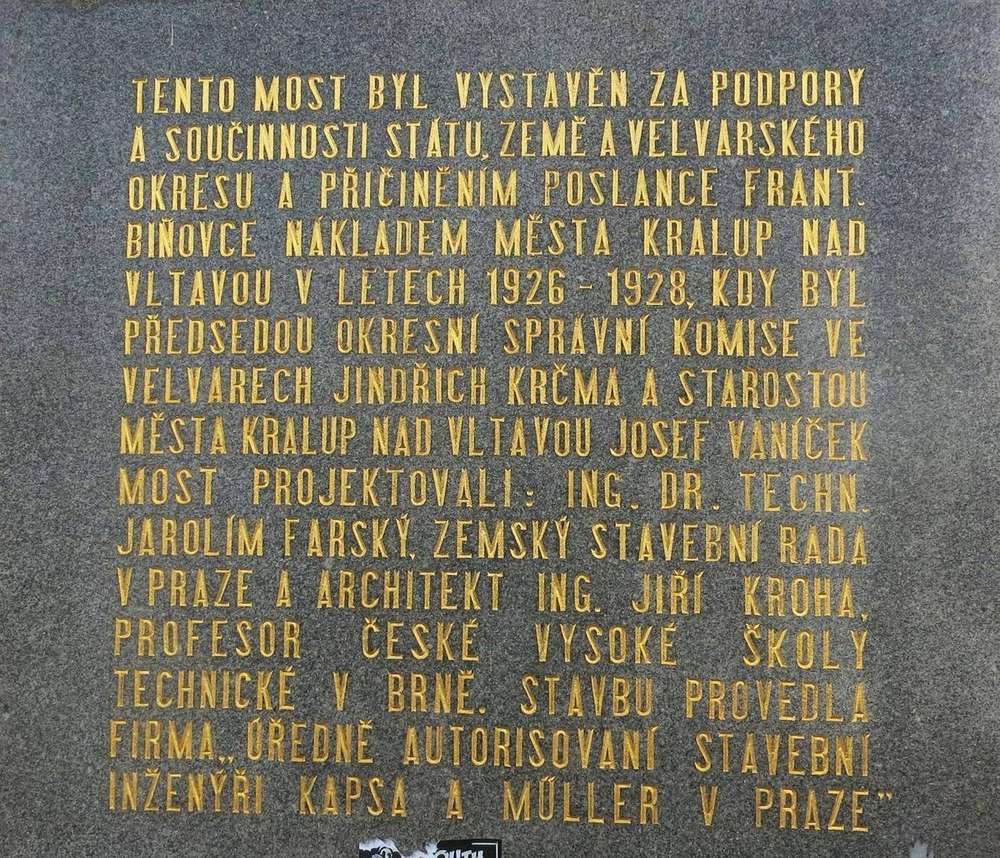 TENTO MOST BYL VYSTAVĚN ZA PODPORY
A SOUČINNOSTI STÁTU, ZEMĚ A VELVARSKÉHO
OKRESU A PŘIČINĚNÍM POSLANCE FRANT.
BIŇOVCE NÁKLADEM MĚSTA KRALUP NAD
VLTAVOU V LETECH 1926 - 1928, KDY BYL
PŘEDSEDOU OKRESNÍ SPRÁVNÍ KOMISE VE
VELVARECH JINDŘICH KRČMA A STAROSTOU
MĚSTA KRALUP NAD VLTAVOU JOSEF VANÍČEK
MOST PROJEKTOVALI: ING. DR. TECHN.
JAROLÍM FARSKÝ, ZEMSKÝ STAVEBNÍ RADA
V PRAZE A ARCHITEKT ING. JIŘÍ KROHA,
PROFESOR ČESKÉ VYSOKÉ ŠKOLY
TECHNICKÉ V BRNĚ. STAVBU PROVEDLA
FIRMA „ÚŘEDNĚ AUTORISOVANÍ STAVEBNÍ
INŽENÝŘI KAPSA A MŰLLER V PRAZE”